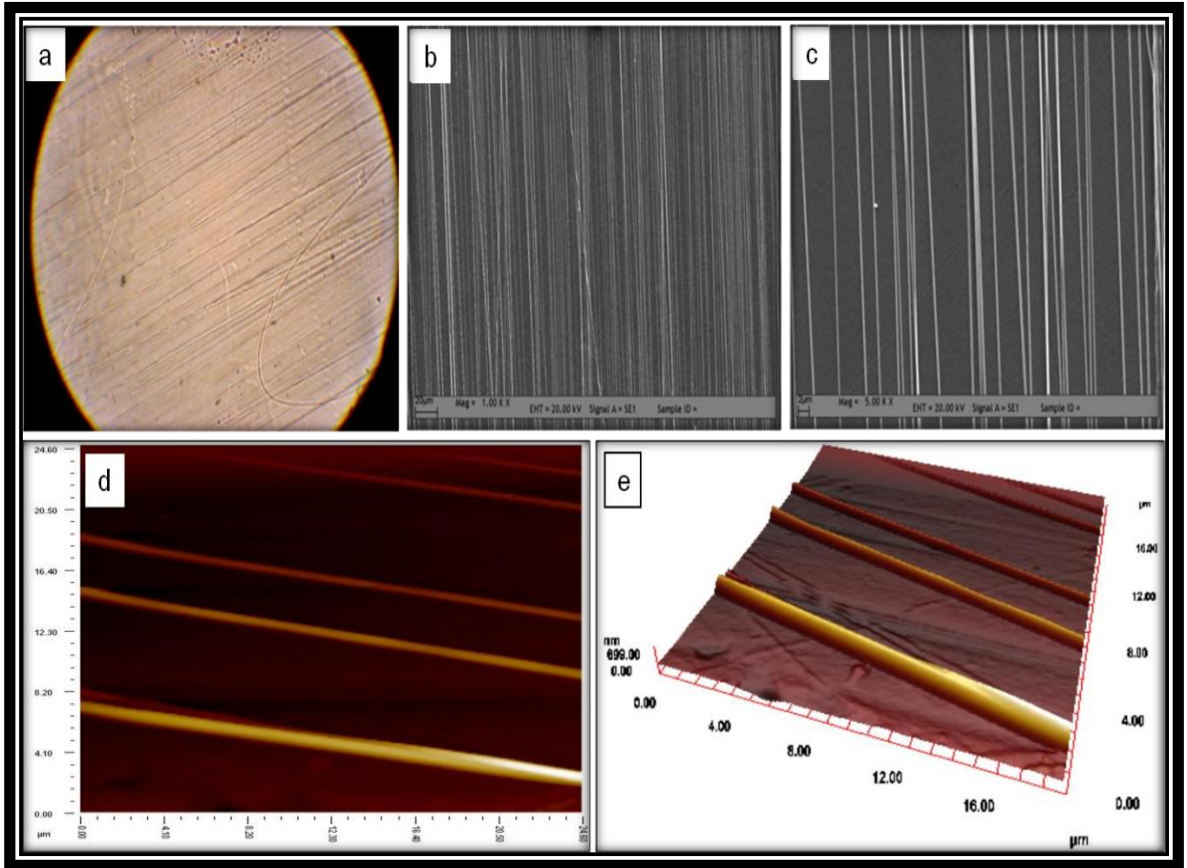 a
b
20µm
Mag = 1.00 K X
EHT = 20.00 kV
Signal A = SE1
Sample ID =
c
2µm
Mag = 5.00 K X
EHT = 20.00 kV
Signal A = SE1
Sample ID =
d
24.60
20.50
16.40
12.30
8.20
4.10
0.00
µm
0.00
4.10
8.20
12.30
16.40
20.50
24.60
e
µm
16.00
12.00
8.00
4.00
0.00
nm
699.00
0.00
0.00
4.00
8.00
12.00
16.00
µm